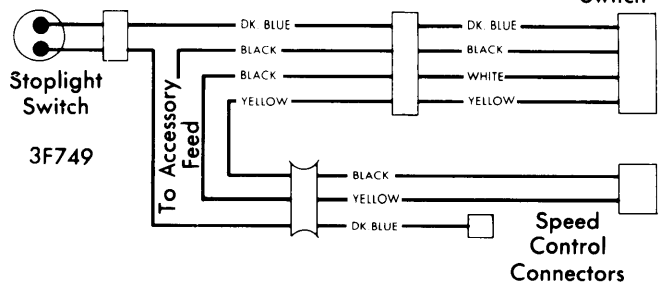 Switch
DK. BLUE
DK. BLUE
BLACK
BLACK
BLACK
WHITE
YELLOW
YELLOW
Stoplight
Switch
3F749
To Accessory
Feed
BLACK
YELLOW
DK. BLUE
Speed
Control
Connectors